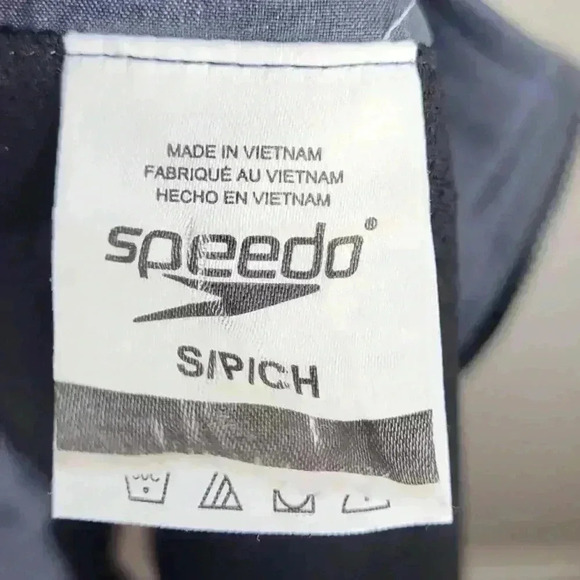 MADE IN VIETNAM
FABRIQUÉ AU VIETNAM
HECHO EN VIETNAM
speedo®
S/P/CH